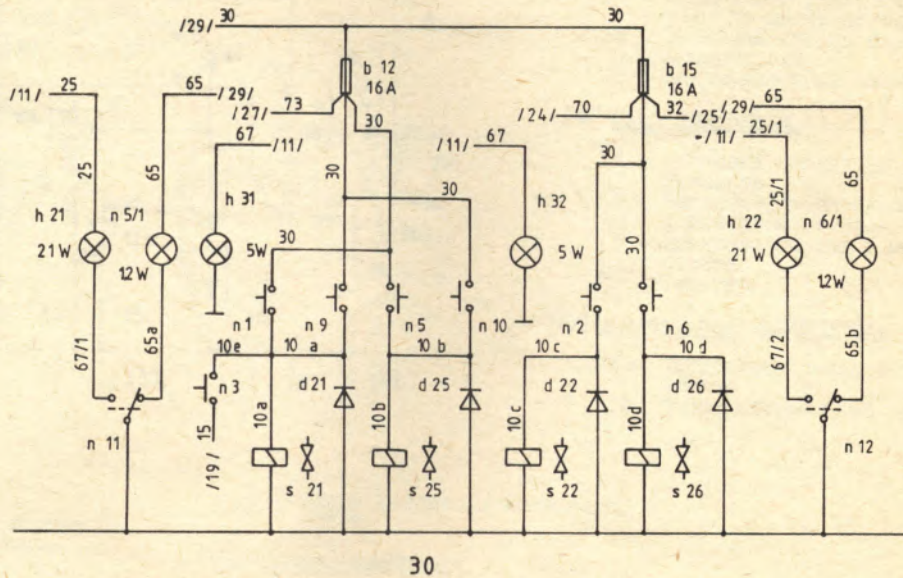 30 30
/29/
b 12 b 15
16 A 16 A
/11/ 25 65 /29/ /27/ 73 30 /24/ 70 32 /25/ /29/ 65
67 /11/ /11/ 67 /11/ 25/1
25 65 30 30 30 25/1 65
h 21 n 5/1 h 31 h 32 h 22 n 6/1
21 W 12 W 5W 30 5 W 30 21 W 12W
n 1 n 9 n 5 n 10 n 2 n 6
67/1 65a 10e 10 a 10 b 10 c 10 d 67/2 65b
n 3 d 21 d 25 d 22 d 26
n 11 15 10a 10b 10c 10d n 12
/19/
s 21 s 25 s 22 s 26
30